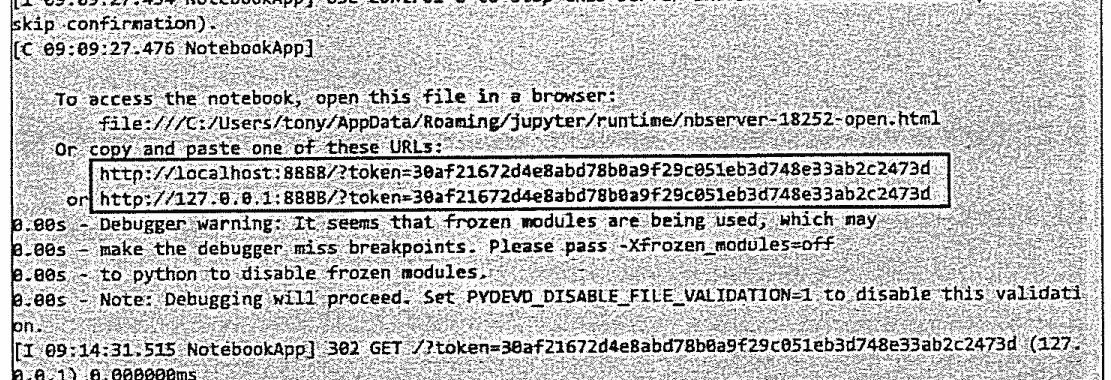 skip confirmation).
[C 09:09:27.476 NotebookApp]
To access the notebook, open this file in a browser:
file:///C:/Users/tony/AppData/Roaming/jupyter/runtime/nbserver-18252-open.html
Or copy and paste one of these URLs:
http://localhost:8888/?token=30af21672d4e8abd78b0a9f29c051eb3d748e33ab2c2473d
or http://127.0.0.1:8888/?token=30af21672d4e8abd78b0a9f29c051eb3d748e33ab2c2473d
0.00s - Debugger warning: It seems that frozen modules are being used, which may
0.00s - make the debugger miss breakpoints. Please pass -Xfrozen_modules=off
0.00s - to python to disable frozen modules.
0.00s - Note: Debugging will proceed. Set PYDEVD_DISABLE_FILE_VALIDATION=1 to disable this validati
on.
[I 09:14:31.515 NotebookApp] 302 GET /?token=30af21672d4e8abd78b0a9f29c051eb3d748e33ab2c2473d (127.
0.0.1) 0.000000ms